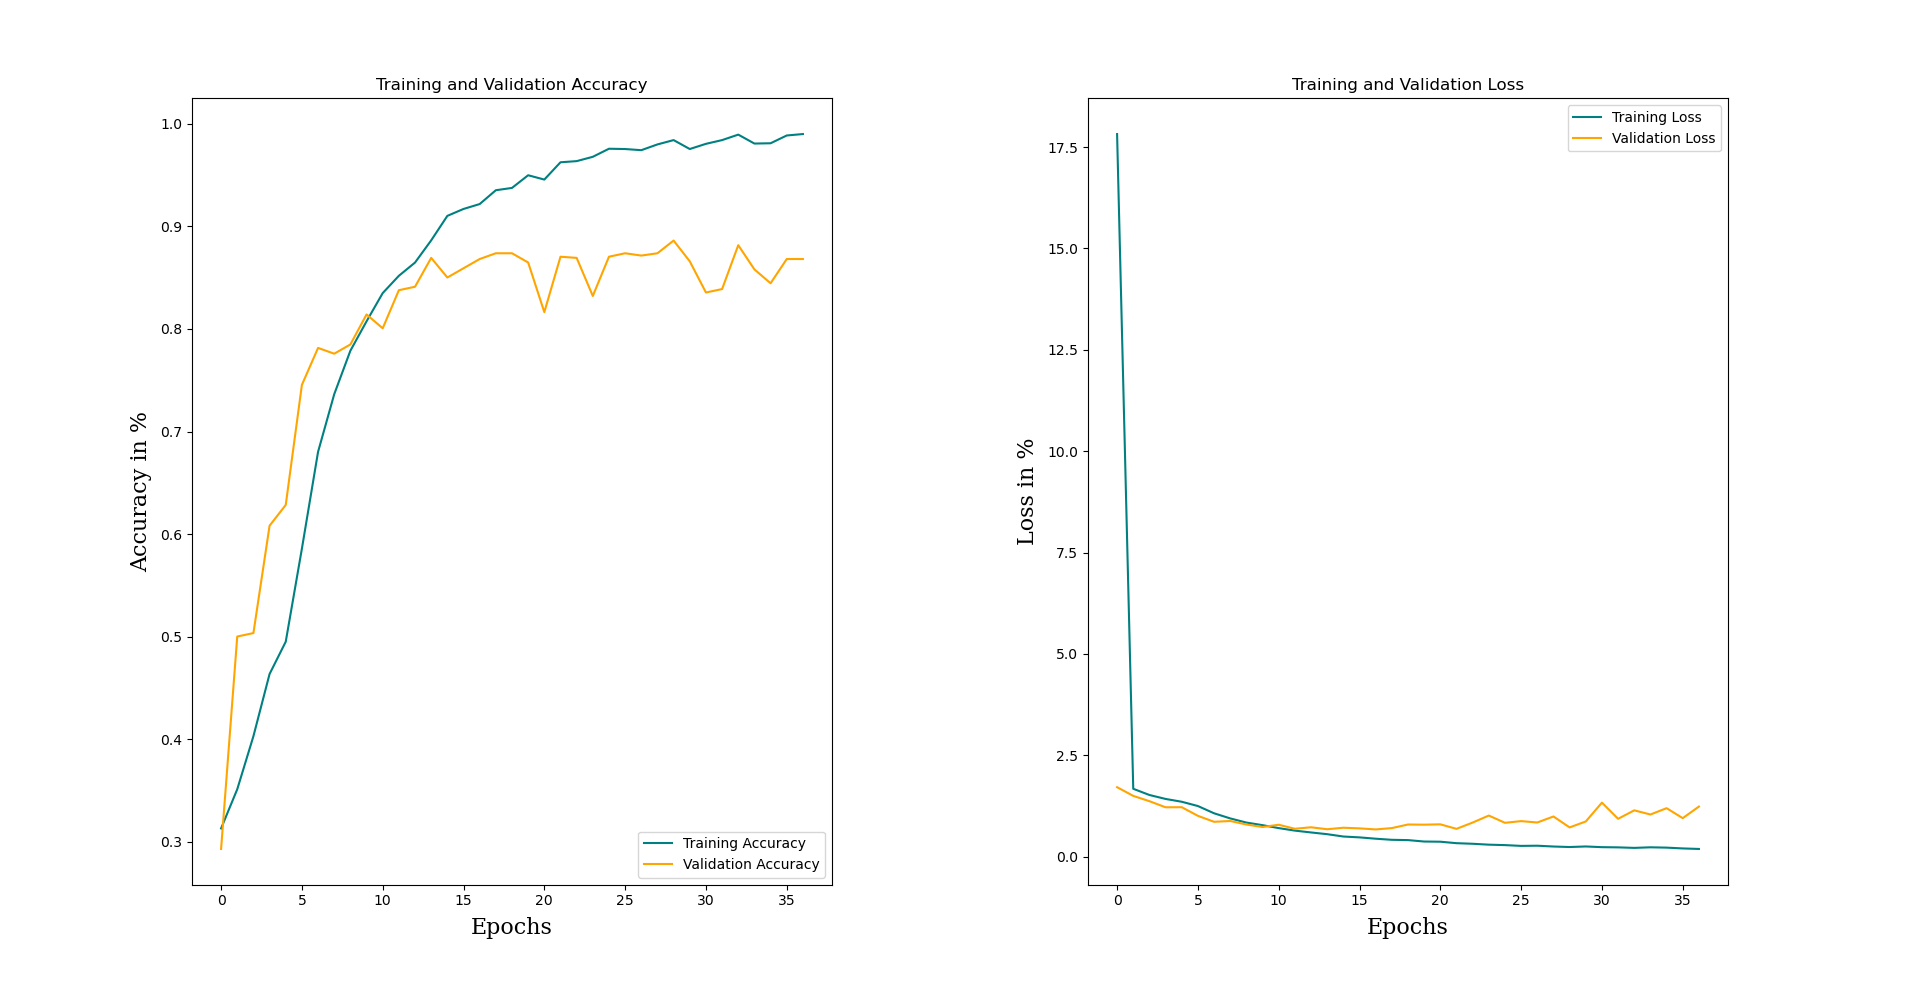 Training and Validation Accuracy
1.0
0.9
0.8
0.7
0.6
0.5
0.4
0.3
Accuracy in %
Training Accuracy
Validation Accuracy
0 5 10 15 20 25 30 35
Epochs
Training and Validation Loss
Training Loss
Validation Loss
17.5
15.0
12.5
10.0
7.5
5.0
2.5
0.0
Loss in %
0 5 10 15 20 25 30 35
Epochs